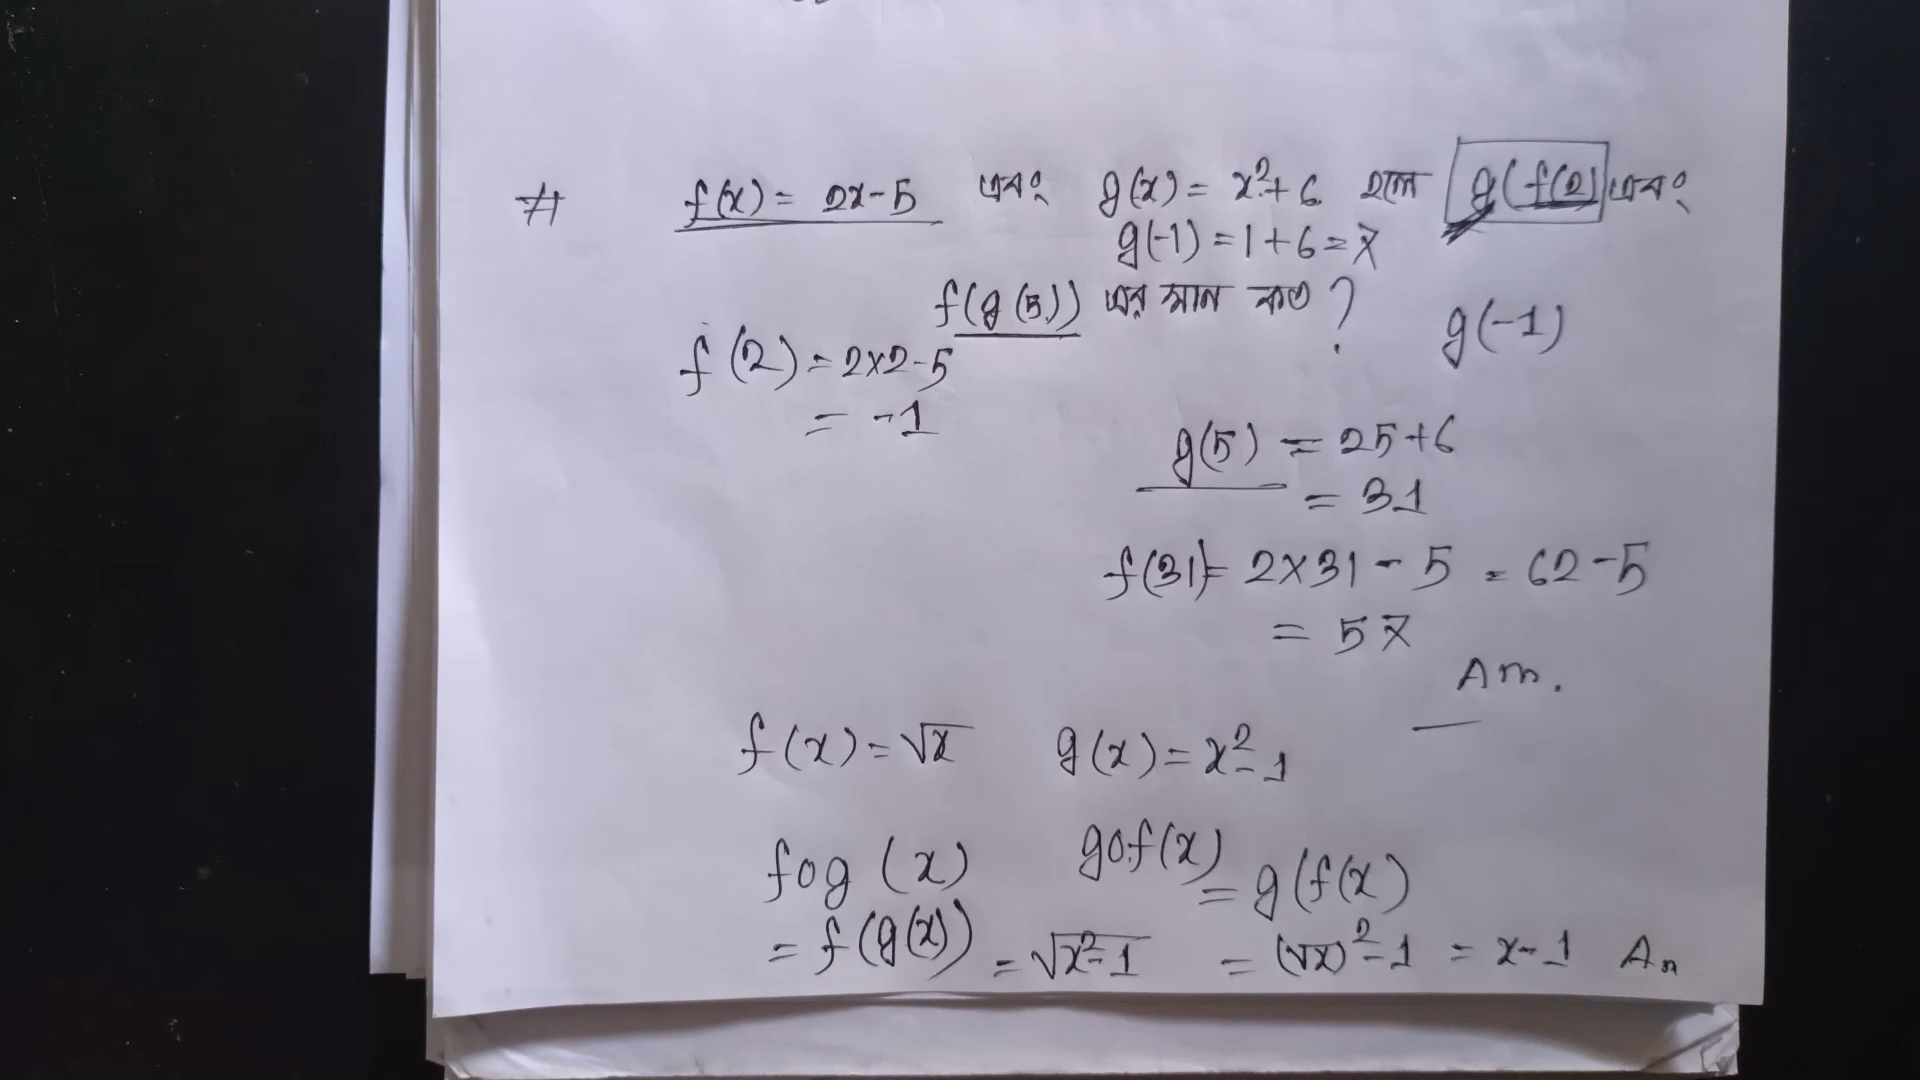 # f(x) = 2x-5 এবং g(x) = x²+6 হলে g(f(2) এবং
g(-1) = 1+6=7
f(g(5)) এর মান কত ?
g(-1)
f(2) = 2×2-5
= -1
g(5) = 25+6
= 31
f(31) = 2×31 - 5 = 62-5
= 57
Ans.
f(x) = √x g(x) = x²-1
fog (x) gof(x)
= g(f(x)
= f(g(x)) = √x²-1 = (√x)²-1 = x-1 An